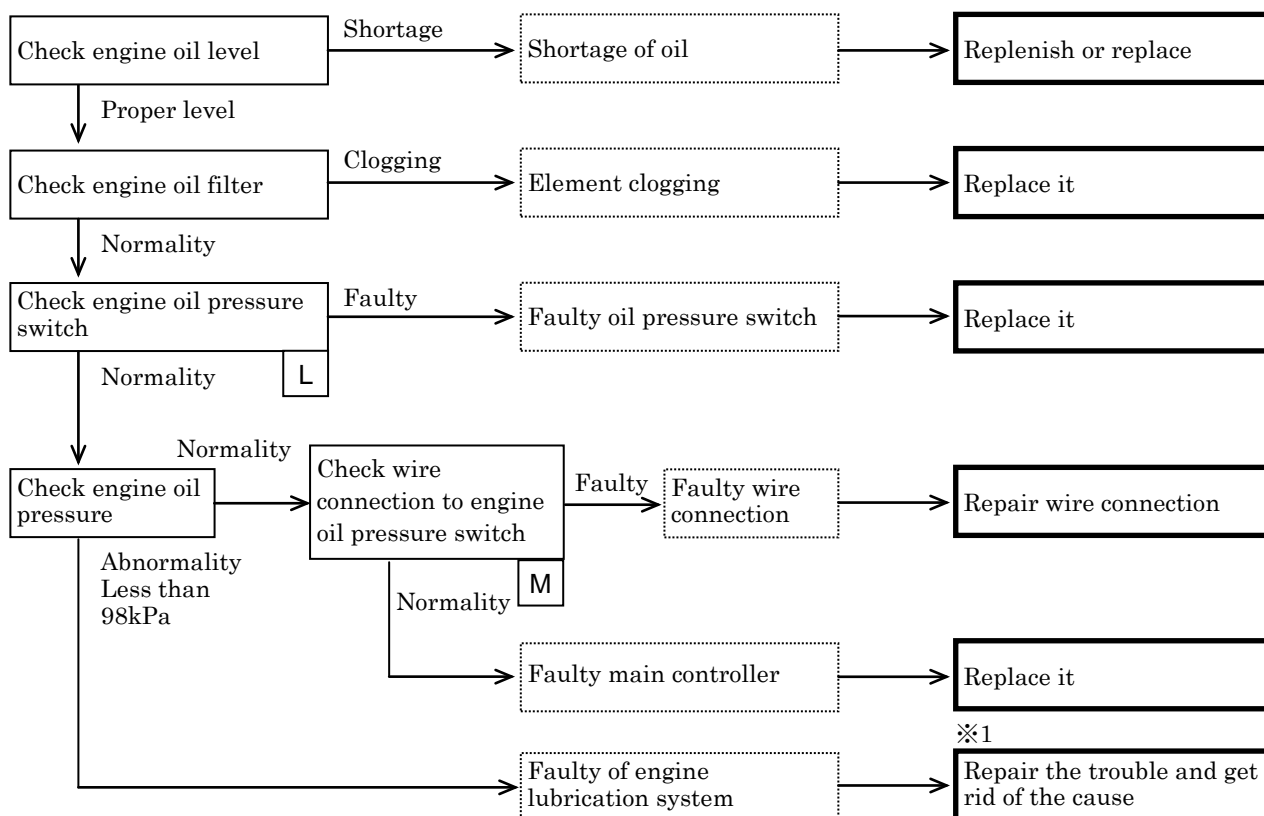 Check engine oil level
Shortage
Shortage of oil
Replenish or replace
Proper level
Check engine oil filter
Clogging
Element clogging
Replace it
Normality
Check engine oil pressure
switch
L
Faulty
Faulty oil pressure switch
Replace it
Normality
Check engine oil
pressure
Normality
Check wire
connection to engine
oil pressure switch
M
Faulty
Faulty wire
connection
Repair wire connection
Abnormality
Less than
98kPa
Normality
Faulty main controller
Replace it
※1
Faulty of engine
lubrication system
Repair the trouble and get
rid of the cause